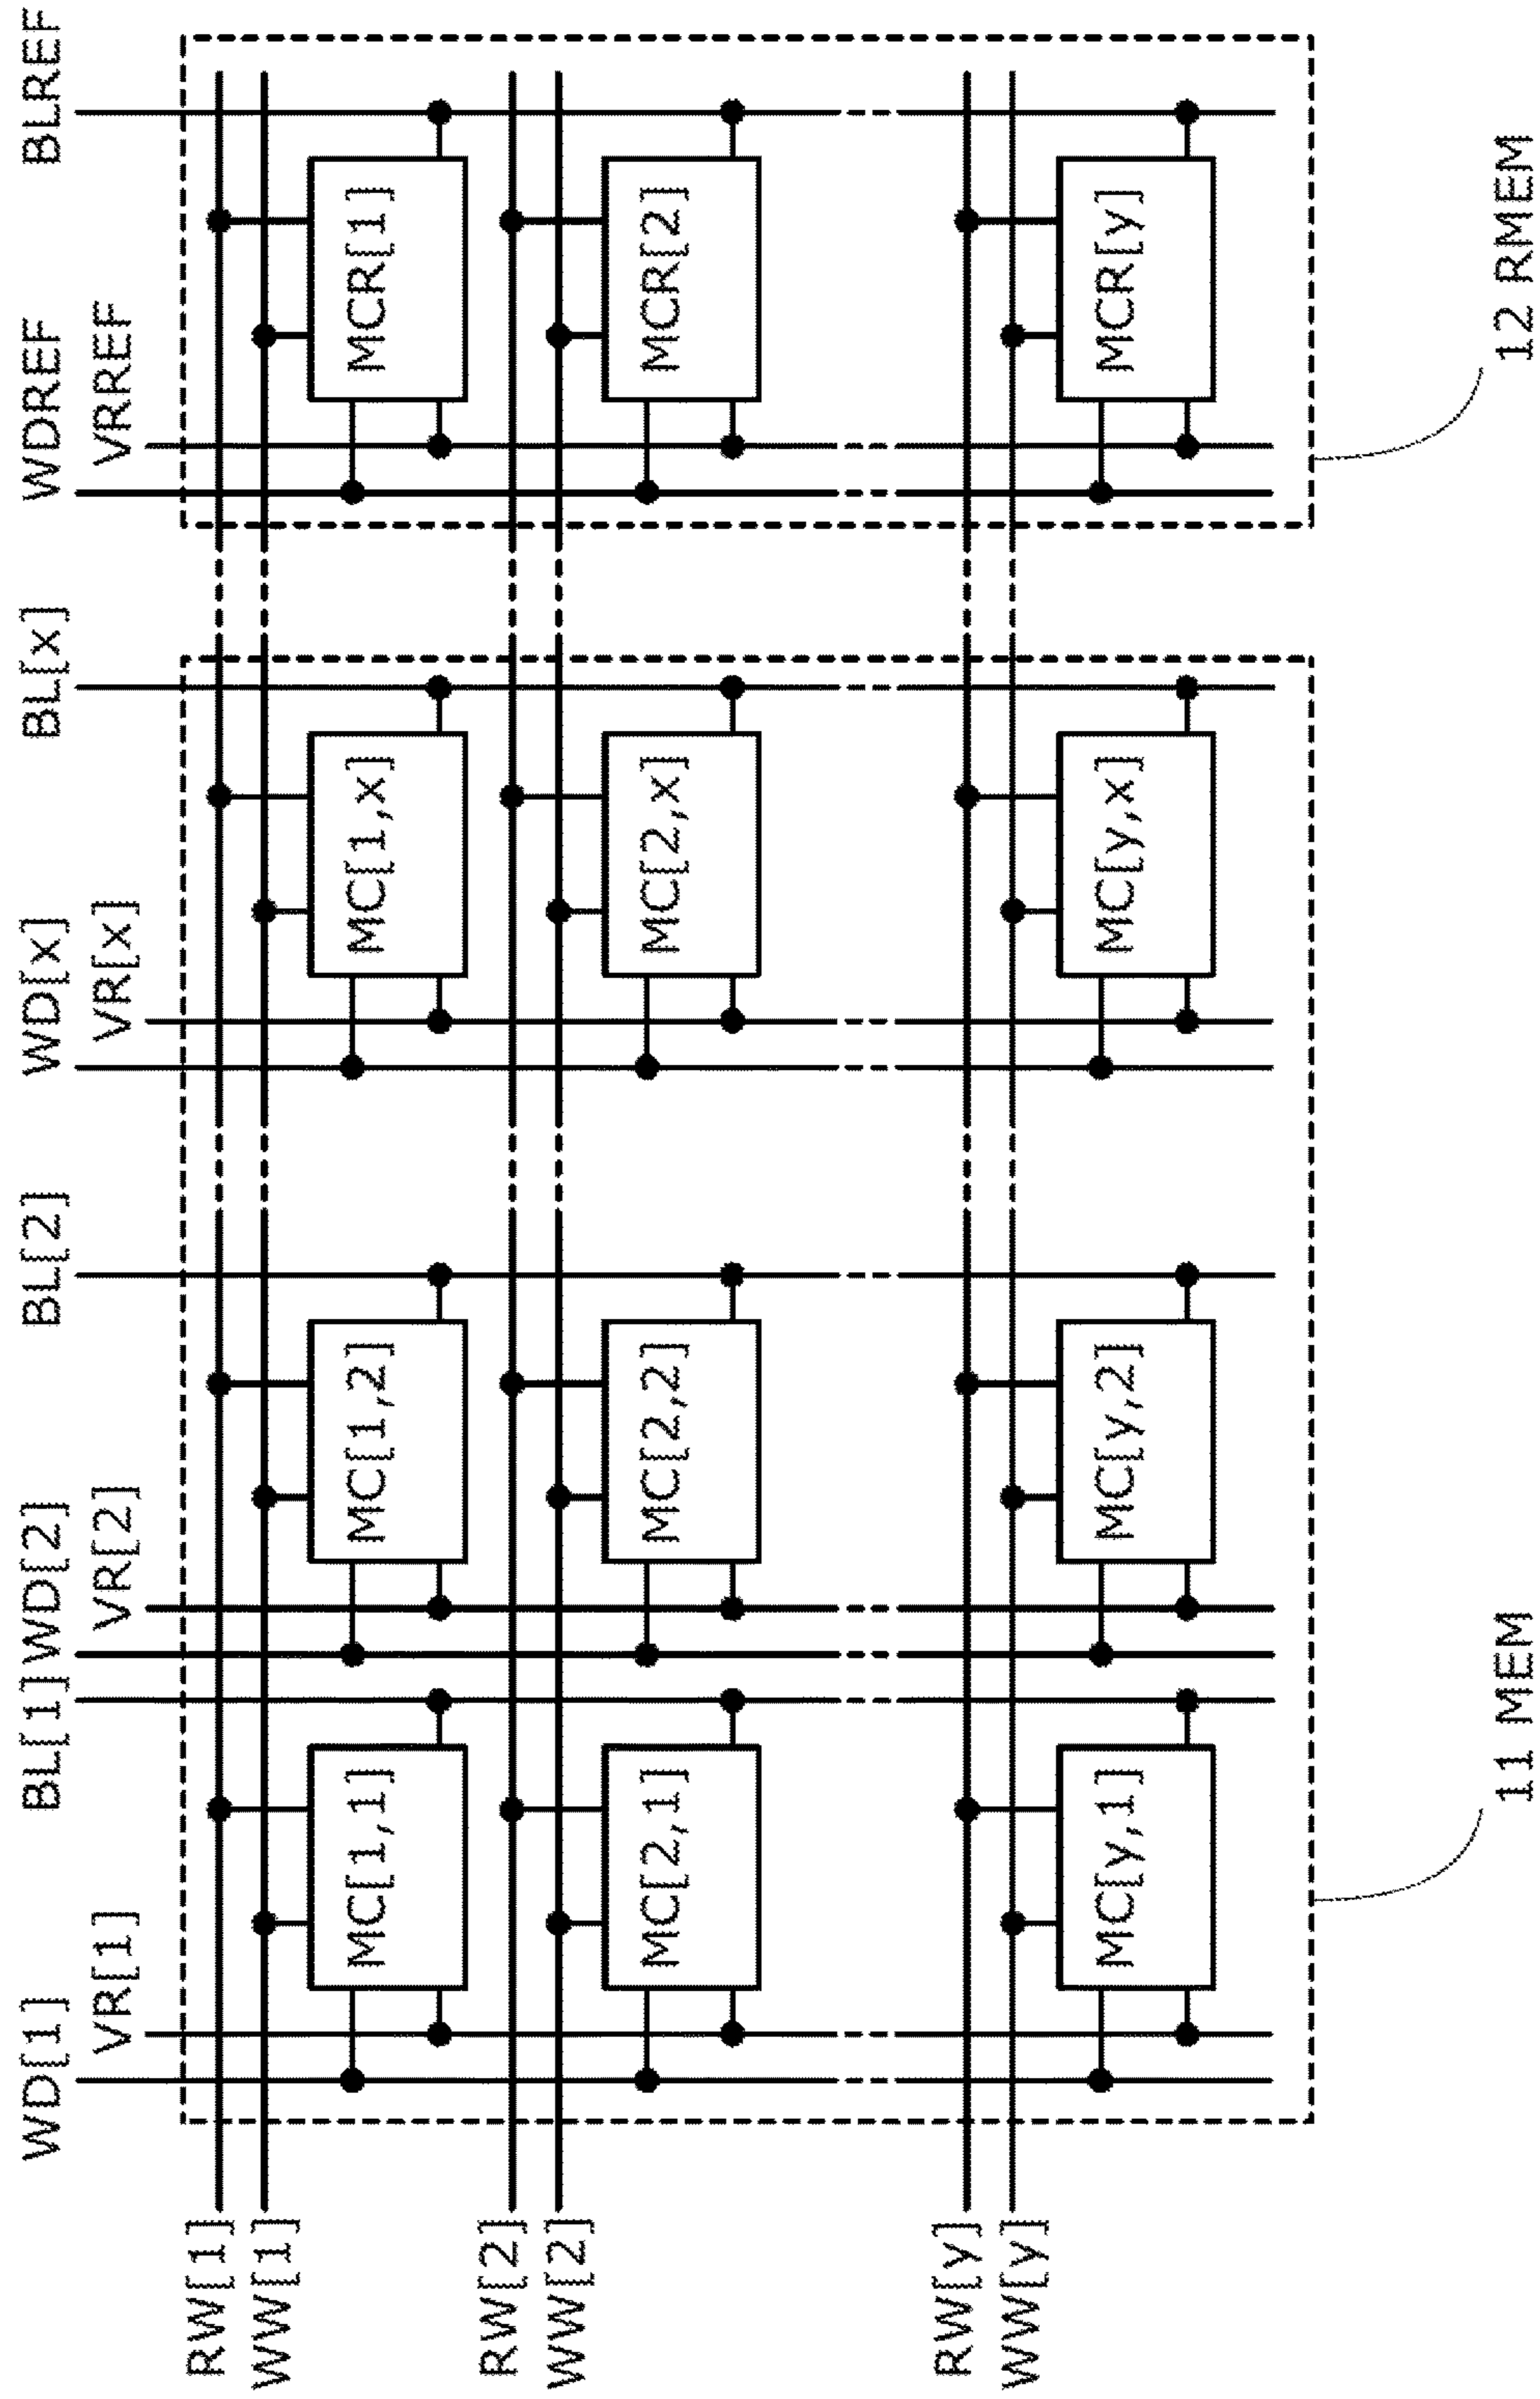 WD[1] BL[1] WD[2] BL[2] WD[x] BL[x] WDREF BLREF
VR[1] VR[2] VR[x] VRREF
RW[1]
WW[1]
MC[1,1] MC[1,2] MC[1,x] MCR[1]
RW[2]
WW[2]
MC[2,1] MC[2,2] MC[2,x] MCR[2]
RW[y]
WW[y]
MC[y,1] MC[y,2] MC[y,x] MCR[y]
11 MEM 12 RMEM